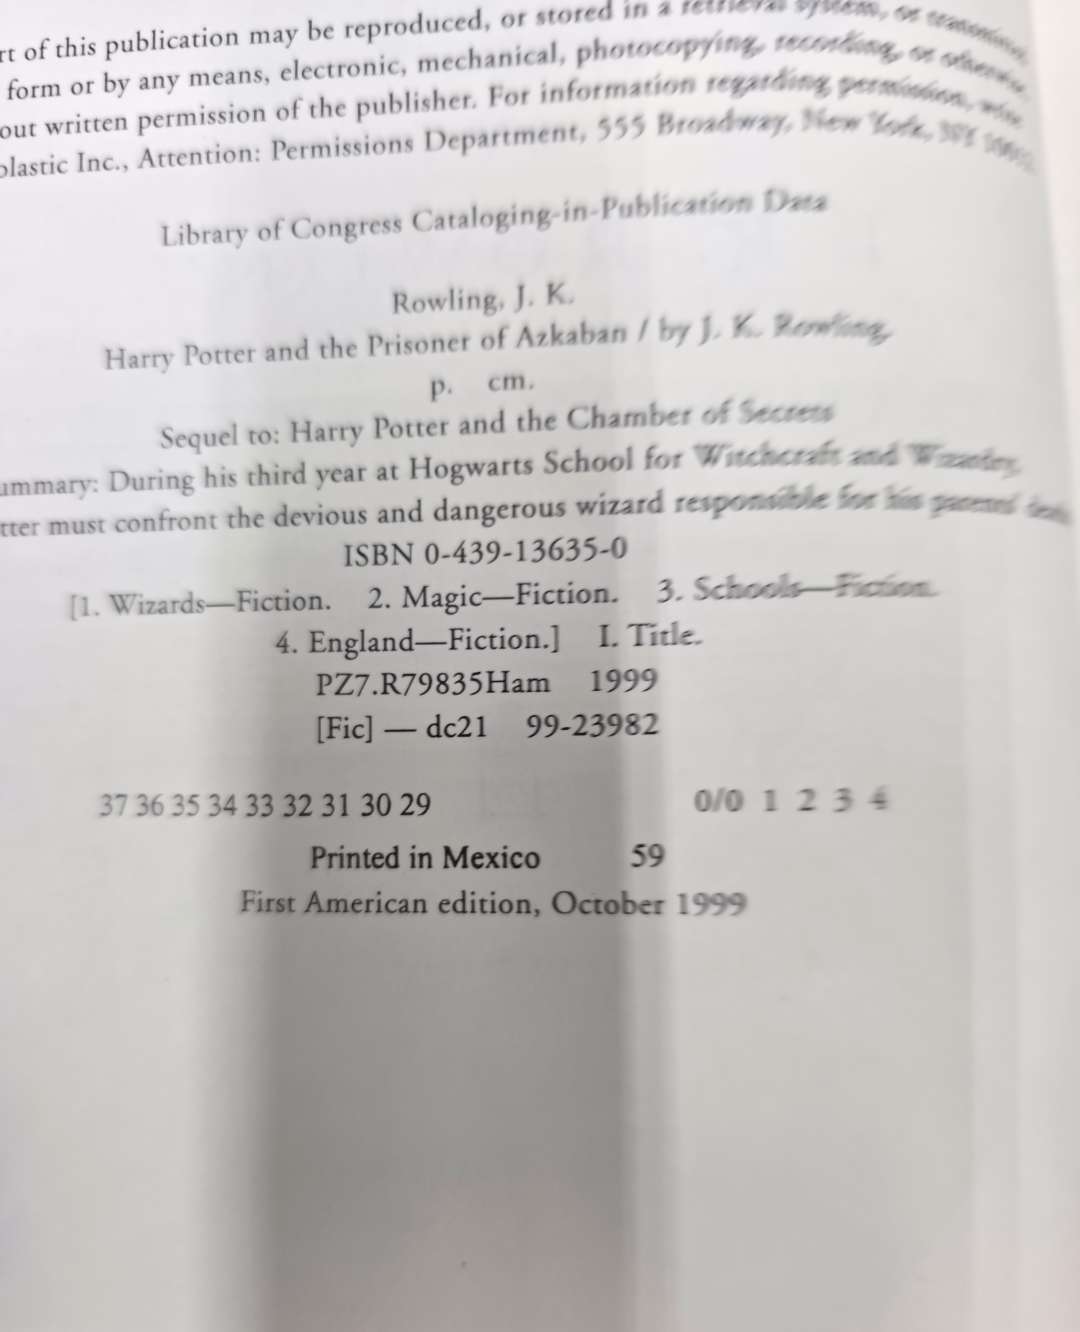 rt of this publication may be reproduced, or stored in a retrieval system, or
form or by any means, electronic, mechanical, photocopying, recording, or otherwise,
out written permission of the publisher. For information regarding permission, write
olastic Inc., Attention: Permissions Department, 555 Broadway, New York, NY
Library of Congress Cataloging-in-Publication Data
Rowling, J. K.
Harry Potter and the Prisoner of Azkaban / by J. K. Rowling
p. cm.
Sequel to: Harry Potter and the Chamber of Secrets
ummary: During his third year at Hogwarts School for Witchcraft and Wizardry,
tter must confront the devious and dangerous wizard responsible for his
ISBN 0-439-13635-0
[1. Wizards—Fiction. 2. Magic—Fiction. 3. Schools—Fiction.
4. England—Fiction.] I. Title.
PZ7.R79835Ham 1999
[Fic] — dc21 99-23982
37 36 35 34 33 32 31 30 29 0/0 1 2 3 4
Printed in Mexico 59
First American edition, October 1999